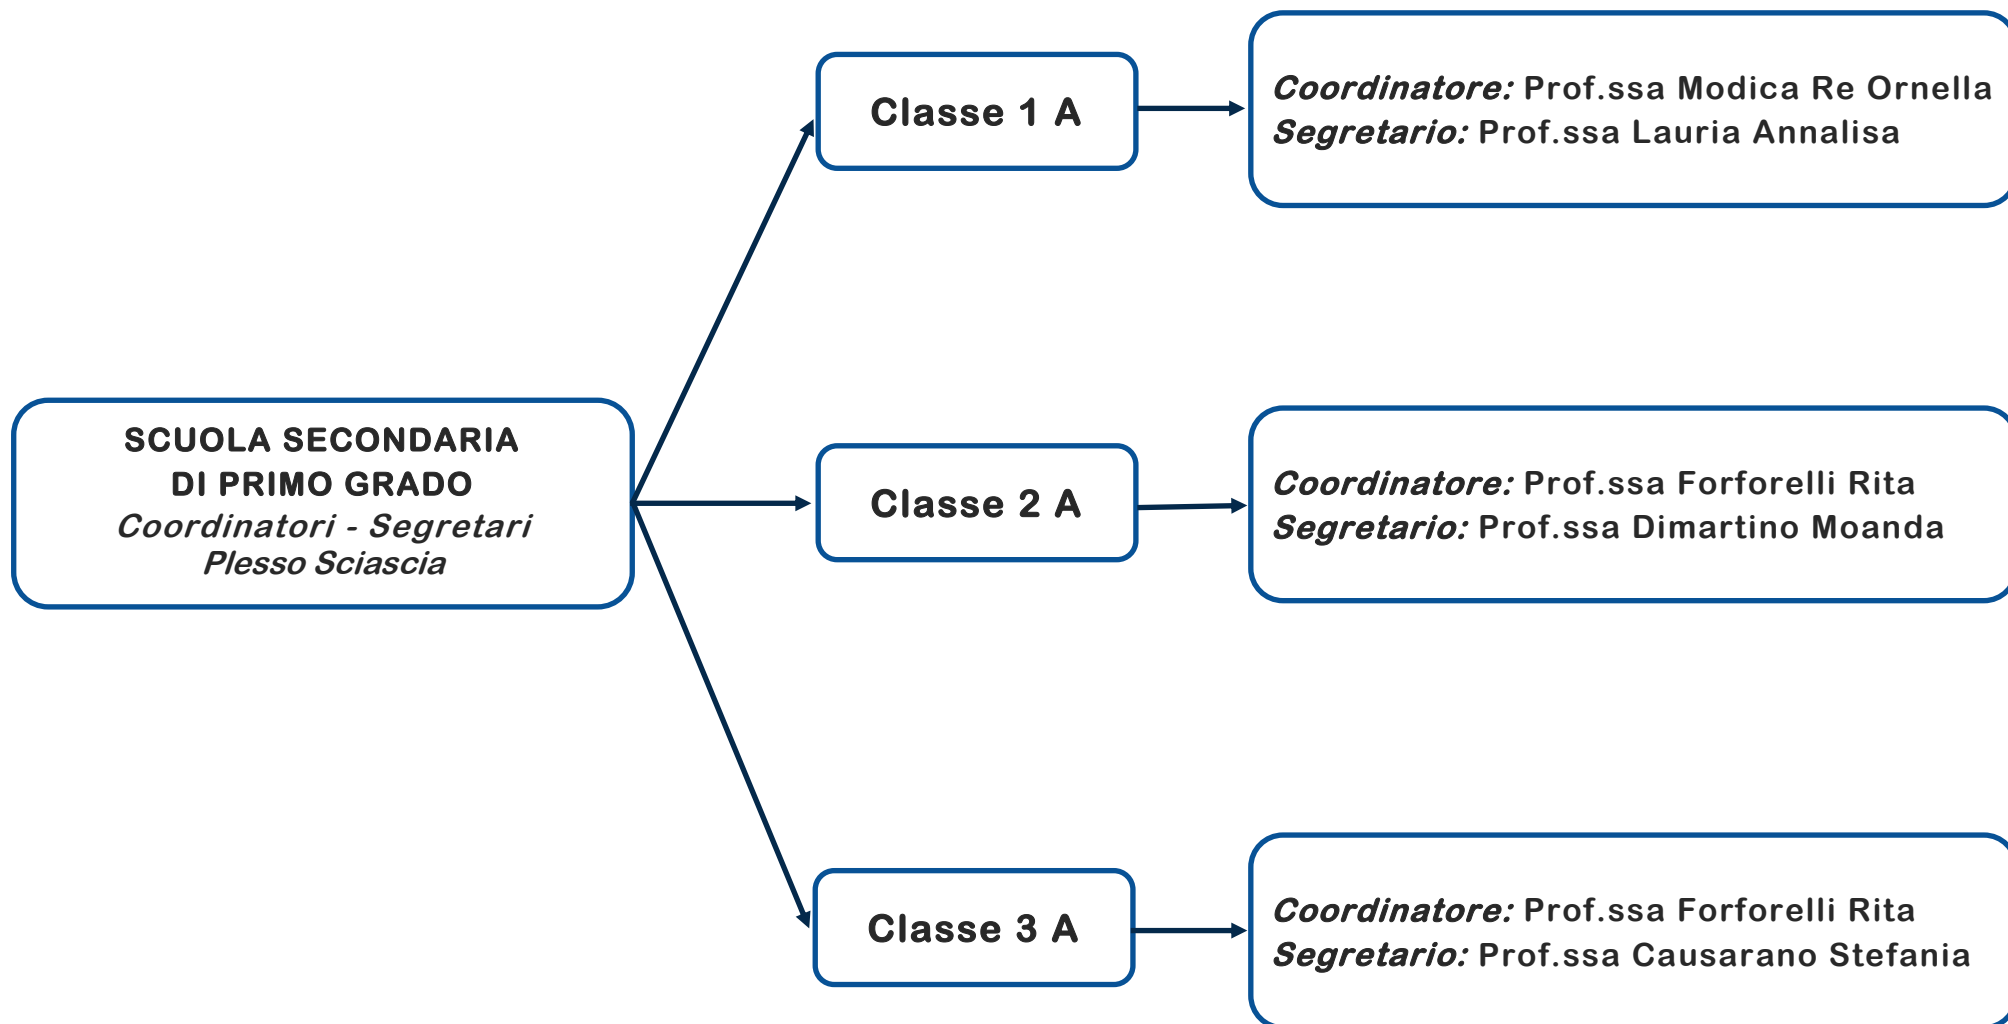 SCUOLA SECONDARIA
DI PRIMO GRADO
Coordinatori - Segretari
Plesso Sciascia
Classe 1 A
Coordinatore: Prof.ssa Modica Re Ornella
Segretario: Prof.ssa Lauria Annalisa
Classe 2 A
Coordinatore: Prof.ssa Forforelli Rita
Segretario: Prof.ssa Dimartino Moanda
Classe 3 A
Coordinatore: Prof.ssa Forforelli Rita
Segretario: Prof.ssa Causarano Stefania